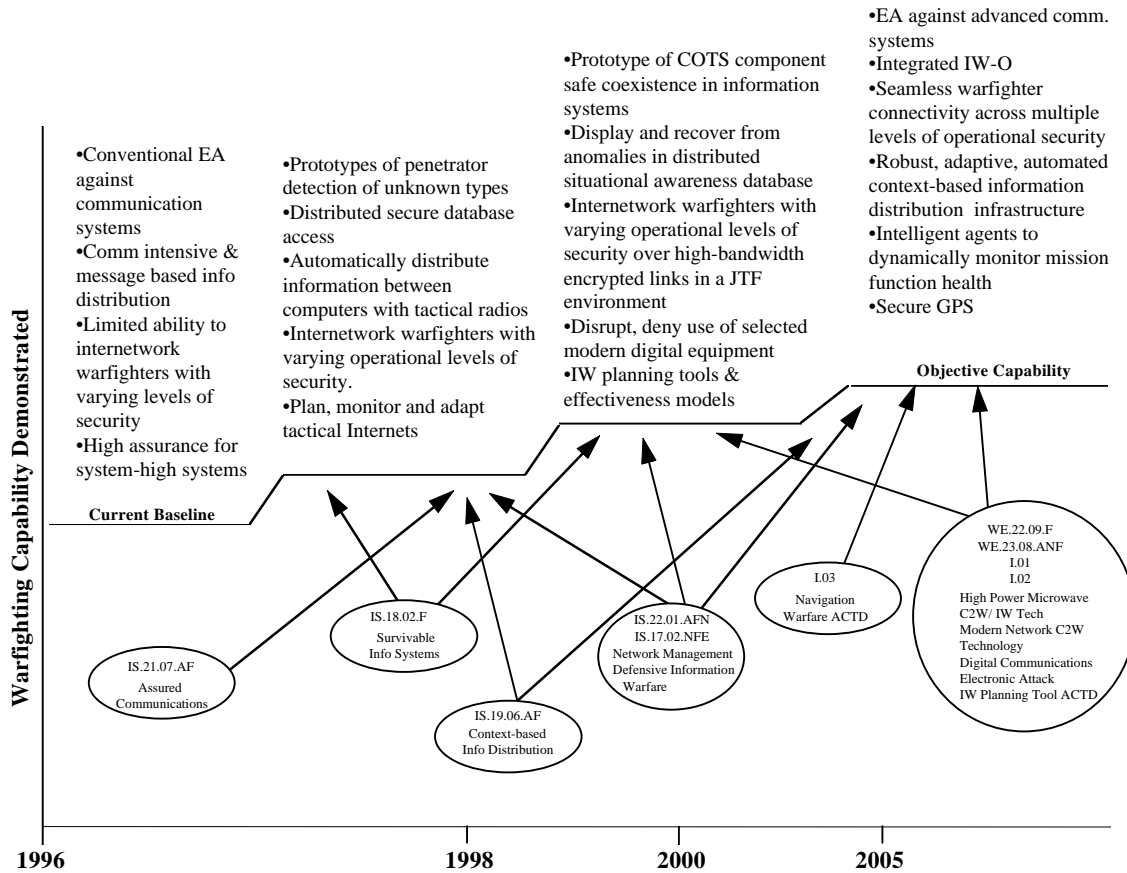 •Conventional EA
against
communication
systems
•Comm intensive &
message based info
distribution
•Limited ability to
internetwork
warfighters with
varying levels of
security
•High assurance for
system-high systems
•Prototypes of penetrator
detection of unknown types
•Distributed secure database
access
•Automatically distribute
information between
computers with tactical radios
•Internetwork warfighters with
varying operational levels of
security.
•Plan, monitor and adapt
tactical Internets
•Prototype of COTS component
safe coexistence in information
systems
•Display and recover from
anomalies in distributed
situational awareness database
•Internetwork warfighters with
varying operational levels of
security over high-bandwidth
encrypted links in a JTF
environment
•Disrupt, deny use of selected
modern digital equipment
•IW planning tools &
effectiveness models
•EA against advanced comm.
systems
•Integrated IW-O
•Seamless warfighter
connectivity across multiple
levels of operational security
•Robust, adaptive, automated
context-based information
distribution infrastructure
•Intelligent agents to
dynamically monitor mission
function health
•Secure GPS
Warfighting Capability Demonstrated
Current Baseline
Objective Capability
IS.21.07.AF
Assured
Communications
IS.18.02.F
Survivable
Info Systems
IS.19.06.AF
Context-based
Info Distribution
IS.22.01.AFN
IS.17.02.NFE
Network Management
Defensive Information
Warfare
I.03
Navigation
Warfare ACTD
WE.22.09.F
WE.23.08.ANF
I.01
I.02
High Power Microwave
C2W/ IW Tech
Modern Network C2W
Technology
Digital Communications
Electronic Attack
IW Planning Tool ACTD
1996
1998
2000
2005